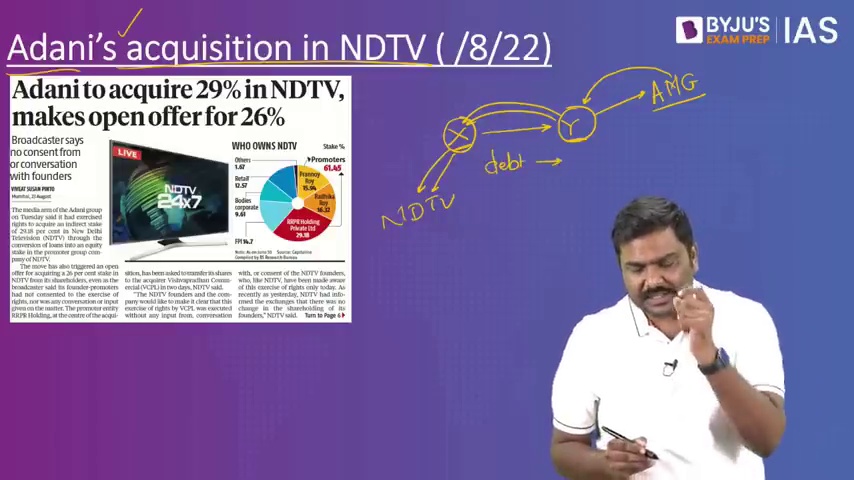 Adani's acquisition in NDTV ( /8/22)
BYJU'S
EXAM PREP
IAS
Adani to acquire 29% in NDTV,
makes open offer for 26%
Broadcaster says
no consent from
or conversation
with founders
VIVEAT SUSAN PINTO
Mumbai, 23 August
The media arm of the Adani group
on Tuesday said it had exercised
rights to acquire an indirect stake
of 29.18 per cent in New Delhi
Television (NDTV) through the
conversion of loans into an equity
stake in the promoter group com-
pany of NDTV.
The move has also triggered an open
offer for acquiring a 26 per cent stake in
NDTV from its shareholders, even as the
broadcaster said its founder-promoters
had not consented to the exercise of
rights, nor was any conversation or input
given on the matter. The promoter entity
RRPR Holding, at the centre of the acqui-
LIVE
NDTV
24x7
WHO OWNS NDTV
Stake %
Others
1.67
Retail
12.57
Bodies
corporate
9.61
FPI 14.7
Promoters
61.45
Prannoy
Roy
15.94
Radhika
Roy
16.32
RRPR Holding
Private Ltd
29.18
Note: As on June 30 Source: Capitaline
Compiled by BS Research Bureau
sition, has been asked to transfer its shares
to the acquirer Vishvapradhan Comme-
rcial (VCPL) in two days, NDTV said.
"The NDTV founders and the com-
pany would like to make it clear that this
exercise of rights by VCPL was executed
without any input from, conversation
with, or consent of the NDTV founders,
who, like NDTV, have been made aware
of this exercise of rights only today. As
recently as yesterday, NDTV had infor-
med the exchanges that there was no
change in the shareholding of its
founders," NDTV said. Turn to Page 6
X
Y
AMG
debt →
NDTV